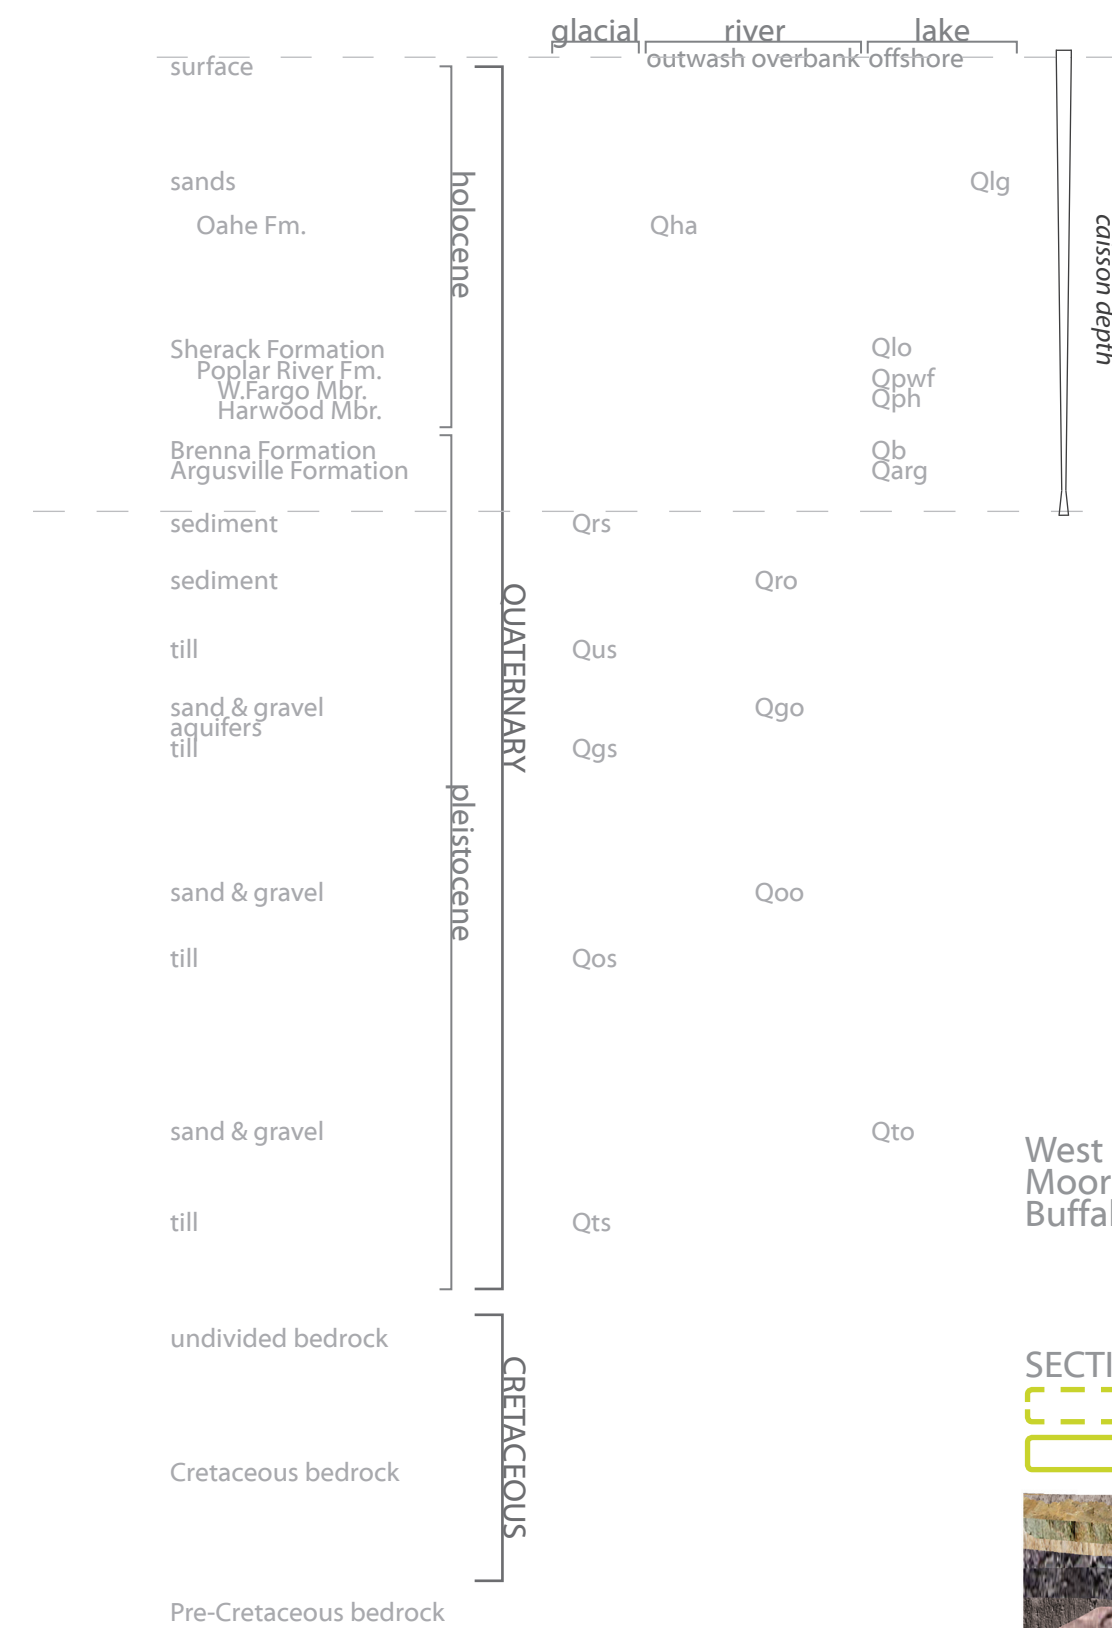 glacial river lake
outwash overbank offshore
surface
holocene
sands Qlg
caisson depth
Oahe Fm. Qha
Sherack Formation Qlo
Poplar River Fm.
W.Fargo Mbr. Qpwf
Harwood Mbr. Qph
Brenna Formation Qb
Argusville Formation Qarg
sediment Qrs
sediment Qro
QUATERNARY
till Qus
sand & gravel Qgo
aquifers
till Qgs
pleistocene
sand & gravel Qoo
till Qos
sand & gravel Qto
West
Moor
Buffal
till Qts
undivided bedrock
CRETACEOUS
SECTI
Cretaceous bedrock
Pre-Cretaceous bedrock